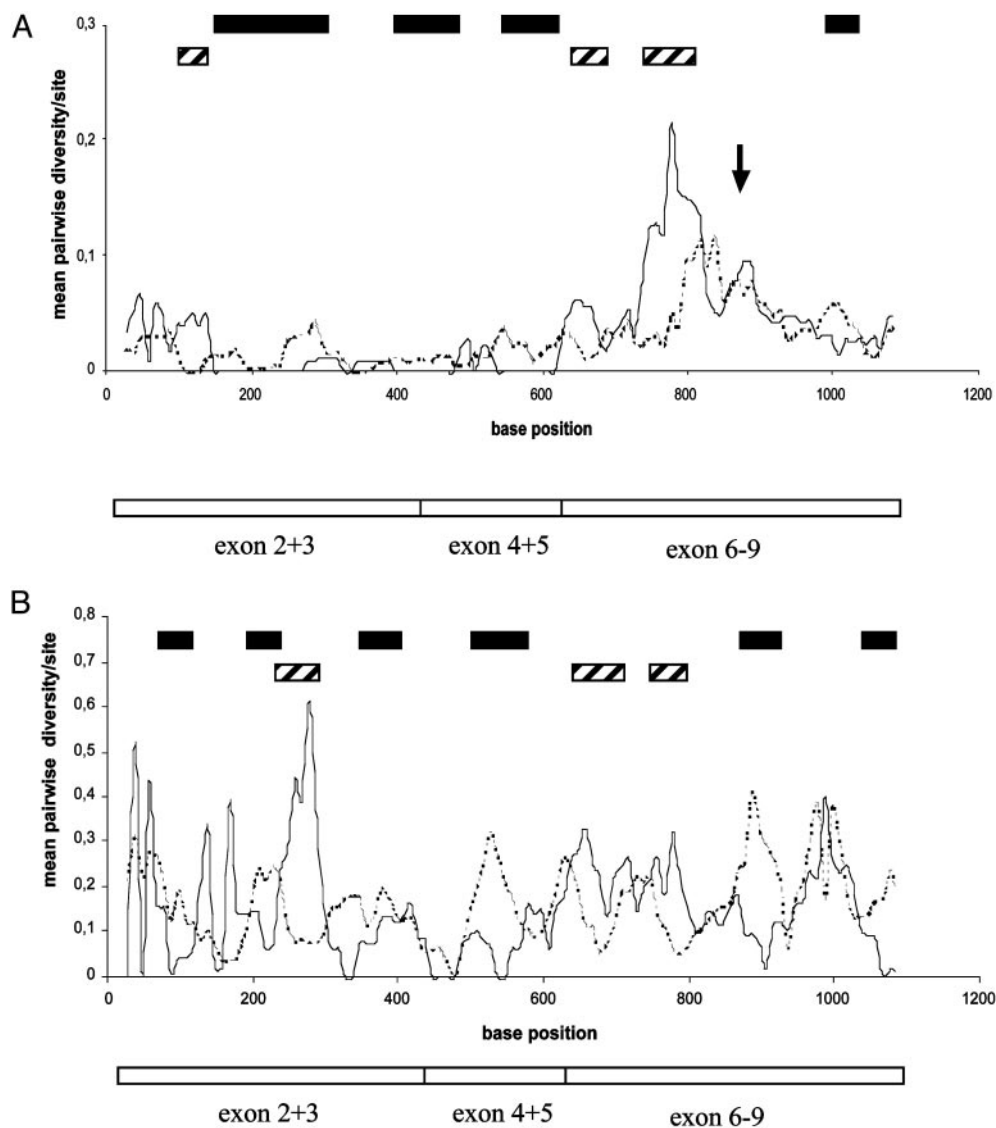 A
mean pairwise diversity/site
0,3
0,2
0,1
0
0 200 400 600 800 1000 1200
base position
exon 2+3 exon 4+5 exon 6-9
B
mean pairwise diversity/site
0,8
0,7
0,6
0,5
0,4
0,3
0,2
0,1
0
0 200 400 600 800 1000 1200
base position
exon 2+3 exon 4+5 exon 6-9